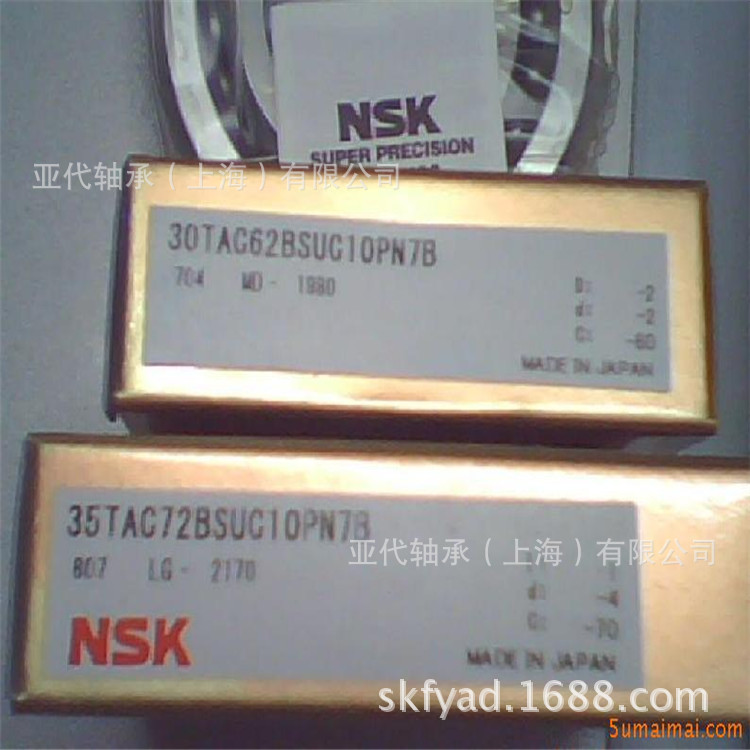 NSK
SUPER PRECISION
亚代轴承（上海）有限公司
30TAC62BSUC10PN7B
704 MD- 1980
D: -2
d: -2
C: -60
MADE IN JAPAN
35TAC72BSUC10PN7B
亚代轴承（上海）有限公司
807 LG- 2170
d: -4
C: -70
NSK
MADE IN JAPAN
skfyad.1688.com
5umaimai.com